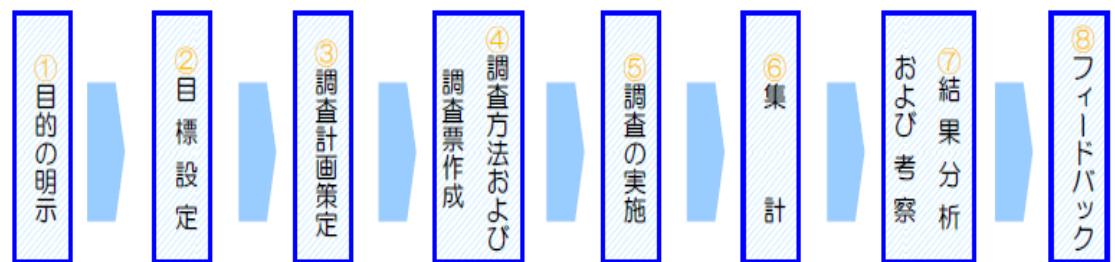 ①目的の明示
②目標設定
③調査計画策定
④調査方法および
調査票作成
⑤調査の実施
⑥集計
⑦結果分析
および考察
⑧フィードバック